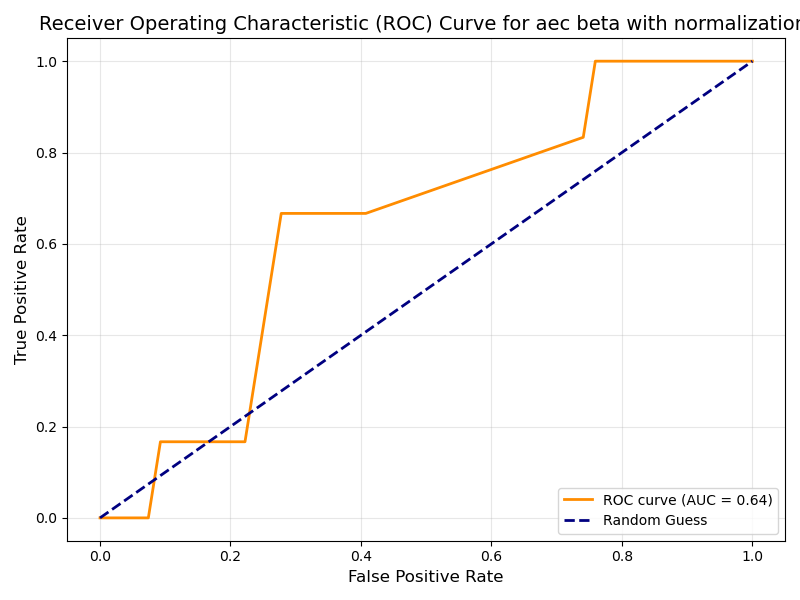 Receiver Operating Characteristic (ROC) Curve for aec beta with normalization
1.0
0.8
0.6
0.4
0.2
0.0
True Positive Rate
0.0 0.2 0.4 0.6 0.8 1.0
False Positive Rate
ROC curve (AUC = 0.64)
Random Guess